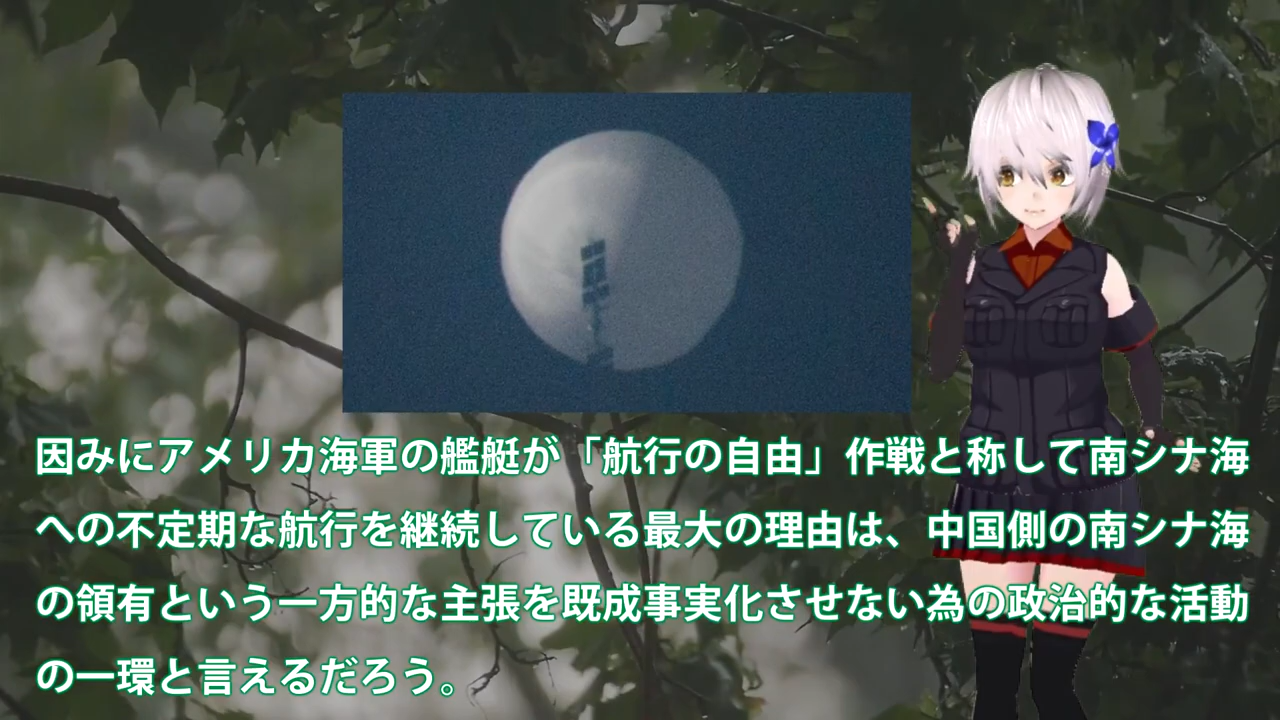 因みにアメリカ海軍の艦艇が「航行の自由」作戦と称して南シナ海
への不定期な航行を継続している最大の理由は、中国側の南シナ海
の領有という一方的な主張を既成事実化させない為の政治的な活動
の一環と言えるだろう。